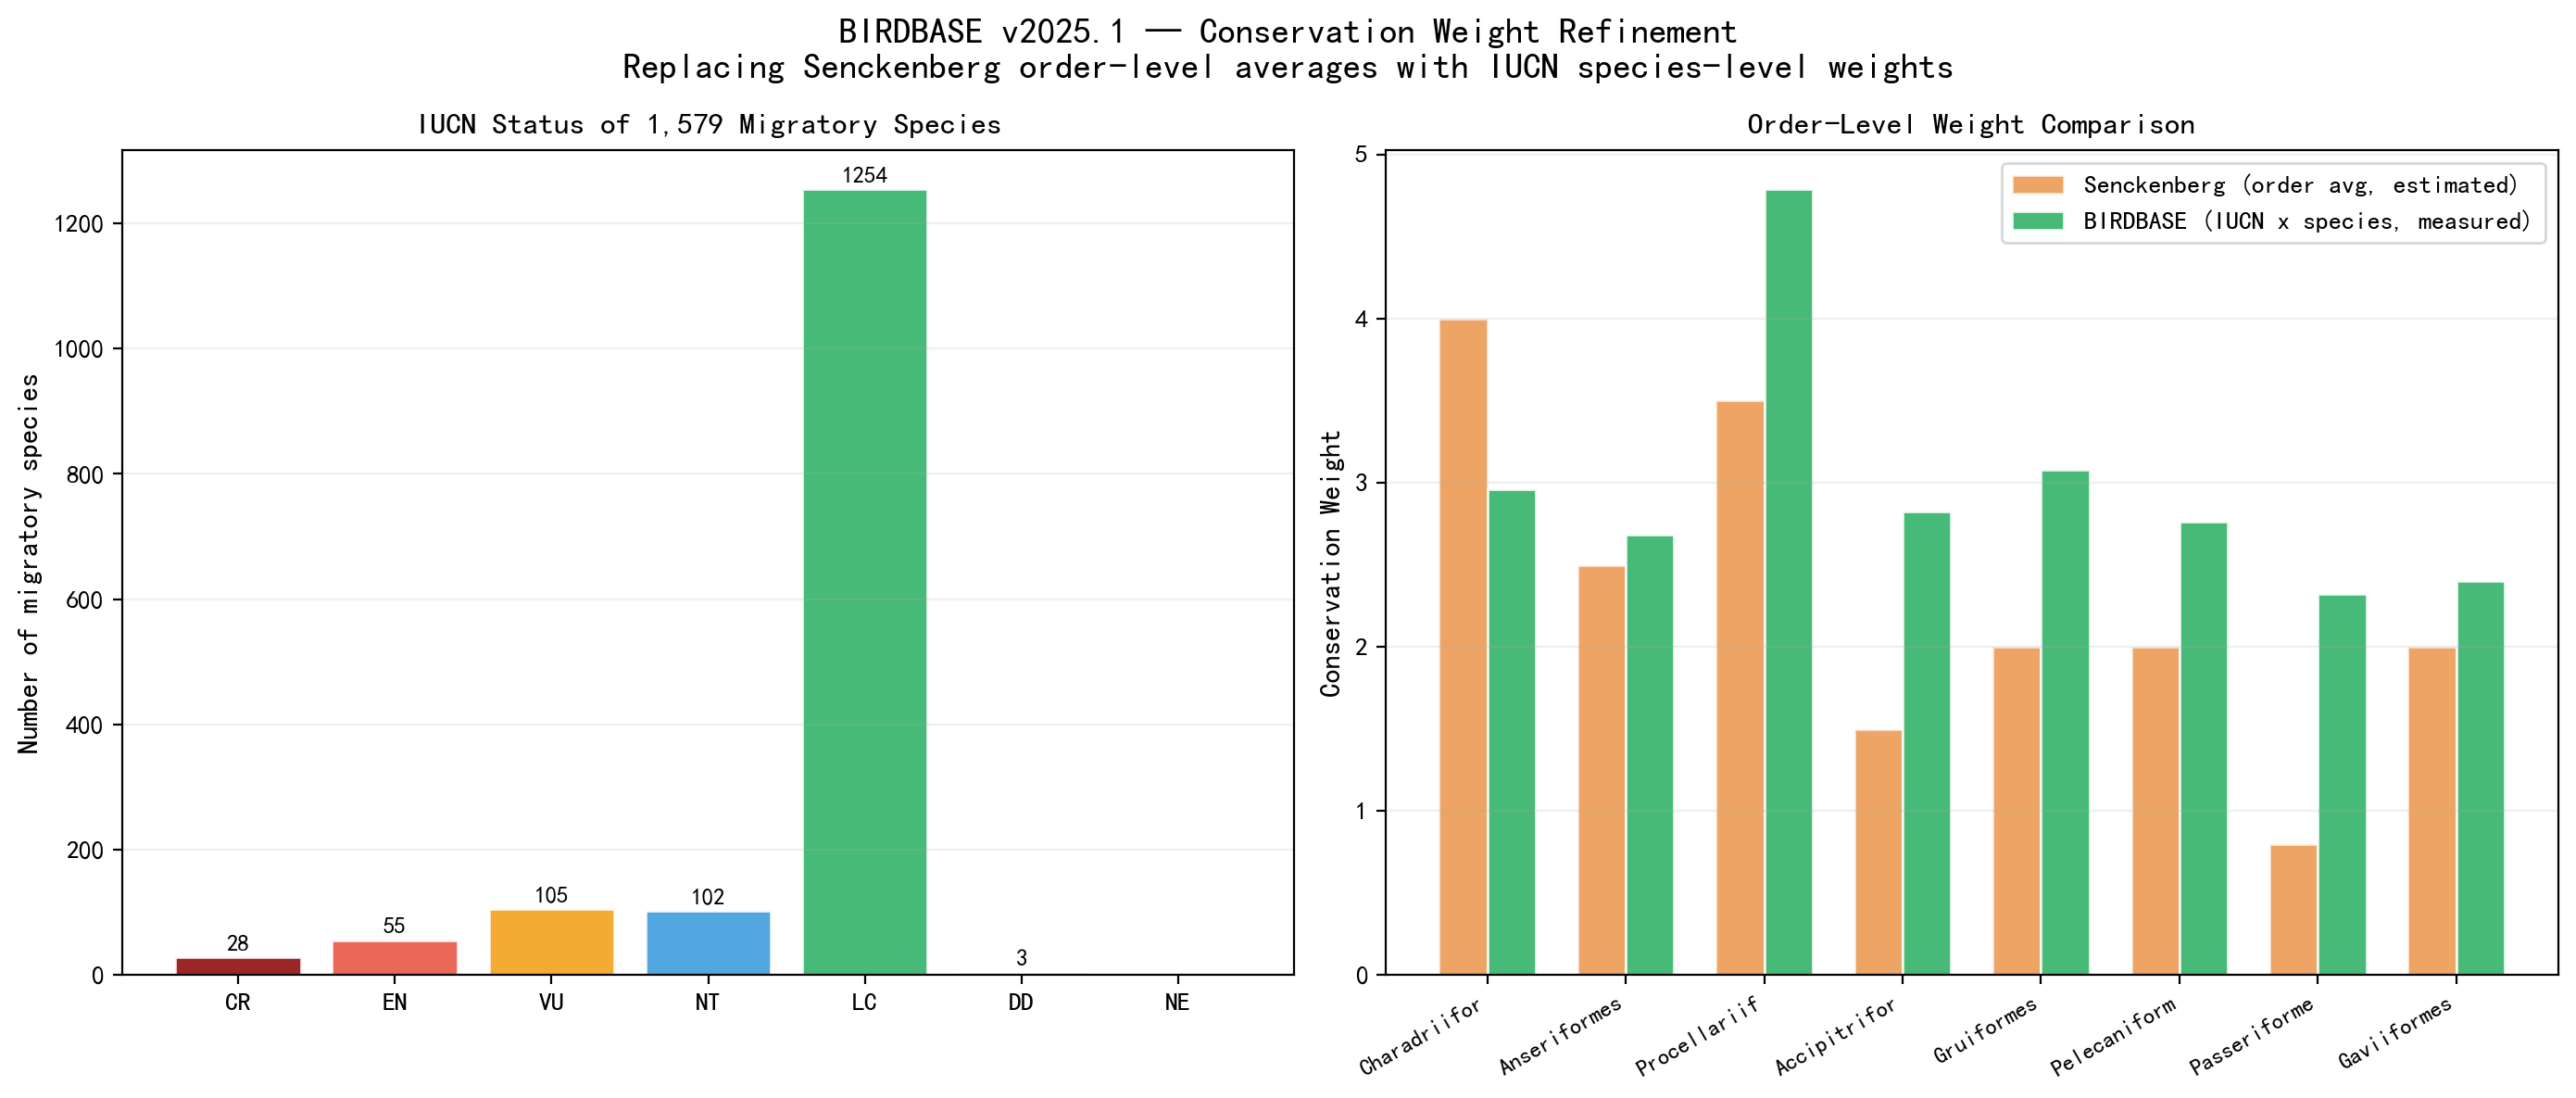 BIRDBASE v2025.1 — Conservation Weight Refinement
Replacing Senckenberg order-level averages with IUCN species-level weights
IUCN Status of 1,579 Migratory Species
Number of migratory species
0
200
400
600
800
1000
1200
28
55
105
102
1254
3
CR
EN
VU
NT
LC
DD
NE
Order-Level Weight Comparison
Conservation Weight
0
1
2
3
4
5
Senckenberg (order avg, estimated)
BIRDBASE (IUCN x species, measured)
Charadriifor
Anseriformes
Procellariif
Accipitrifor
Gruiformes
Pelecaniform
Passeriforme
Gaviiformes